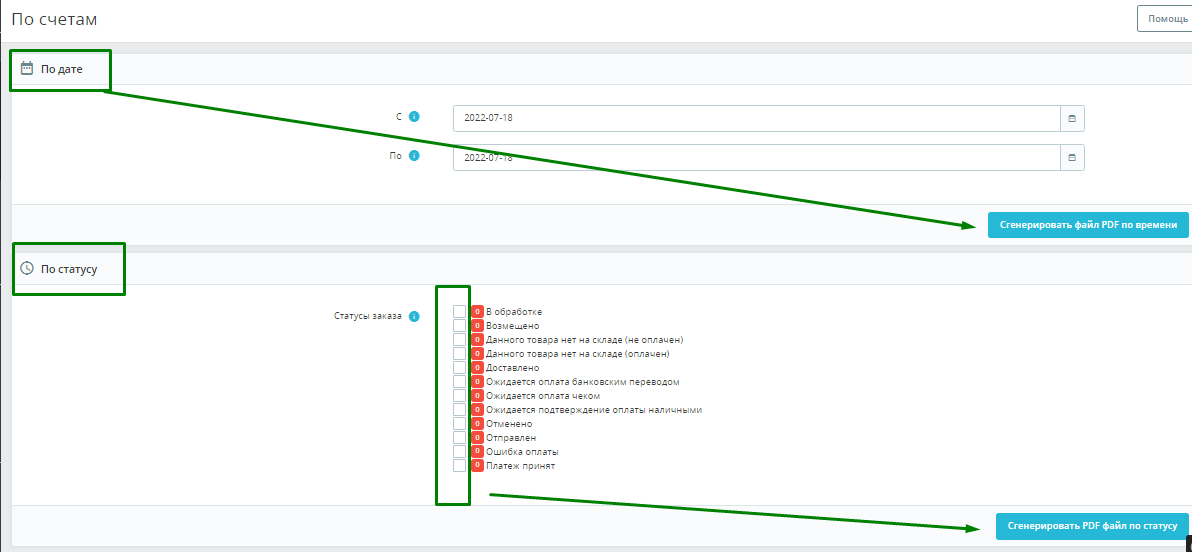 По счетам
Помощь
По дате
С
2022-07-18
По
2022-07-18
Сгенерировать файл PDF по времени
По статусу
Статусы заказа
0 В обработке
0 Возмещено
0 Данного товара нет на складе (не оплачен)
0 Данного товара нет на складе (оплачен)
0 Доставлено
0 Ожидается оплата банковским переводом
0 Ожидается оплата чеком
0 Ожидается подтверждение оплаты наличными
0 Отменено
0 Отправлен
0 Ошибка оплаты
0 Платеж принят
Сгенерировать PDF файл по статусу